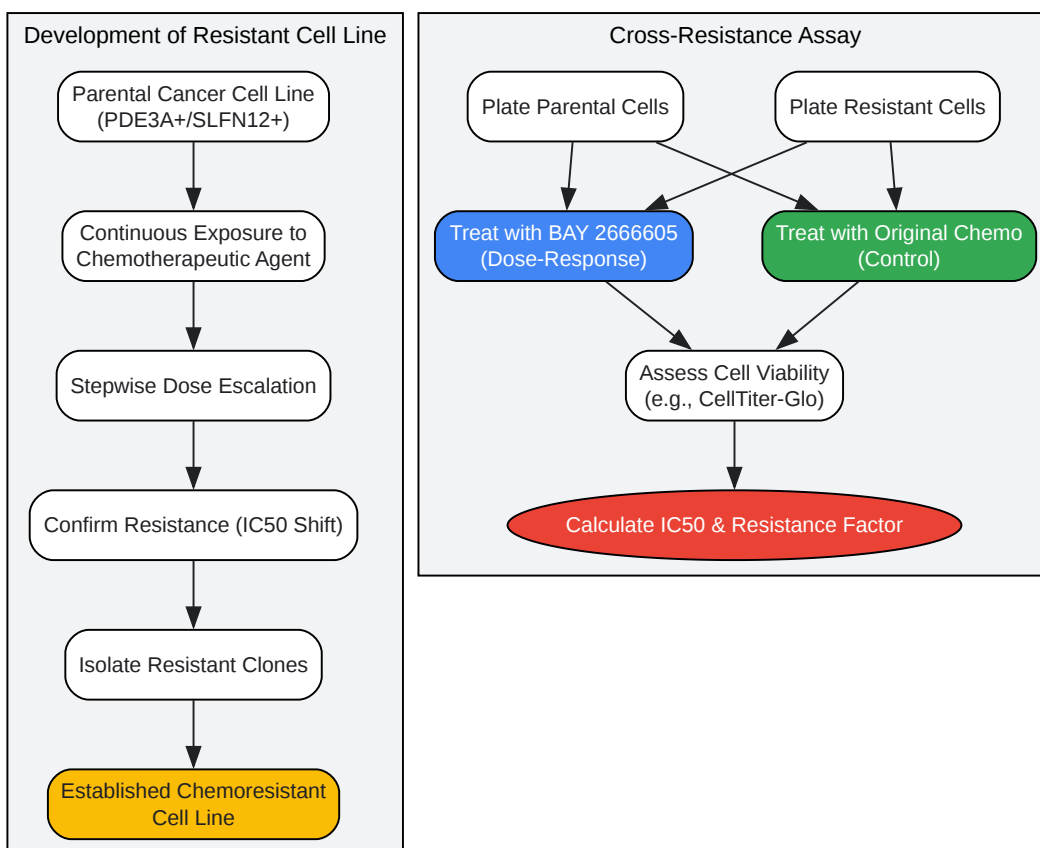 Development of Resistant Cell Line
Parental Cancer Cell Line
(PDE3A+/SLFN12+)
Continuous Exposure to
Chemotherapeutic Agent
Stepwise Dose Escalation
Confirm Resistance (IC50 Shift)
Isolate Resistant Clones
Established Chemoresistant
Cell Line
Cross-Resistance Assay
Plate Parental Cells
Plate Resistant Cells
Treat with BAY 2666605
(Dose-Response)
Treat with Original Chemo
(Control)
Assess Cell Viability
(e.g., CellTiter-Glo)
Calculate IC50 & Resistance Factor